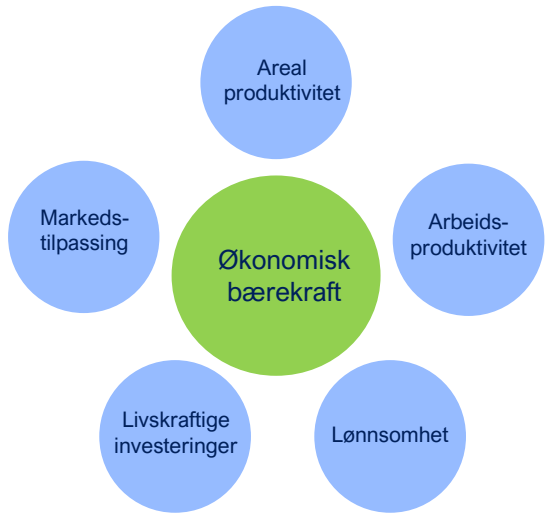 Areal
produktivitet
Markeds-
tilpassing
Arbeids-
produktivitet
Økonomisk
bærekraft
Livskraftige
investeringer
Lønnsomhet